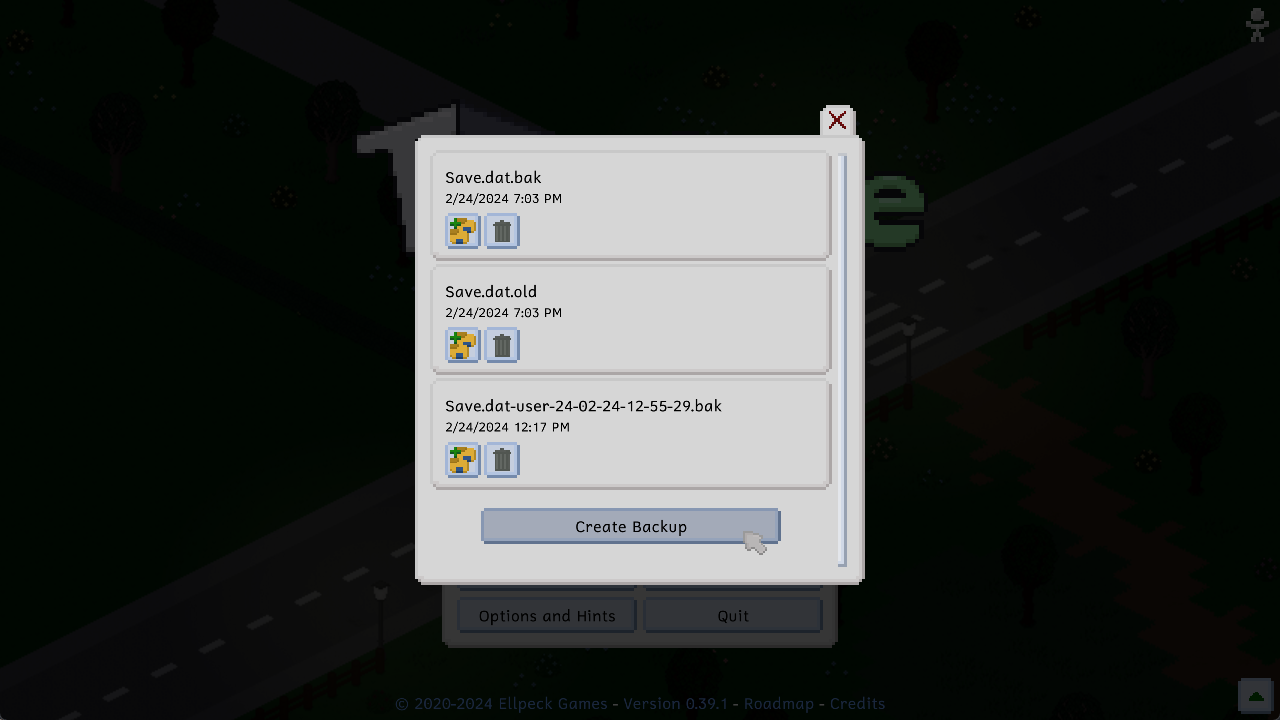 Save.dat.bak
2/24/2024 7:03 PM
Save.dat.old
2/24/2024 7:03 PM
Save.dat-user-24-02-24-12-55-29.bak
2/24/2024 12:17 PM
Create Backup
Options and Hints
Quit
© 2020-2024 Ellpeck Games - Version 0.39.1 - Roadmap - Credits